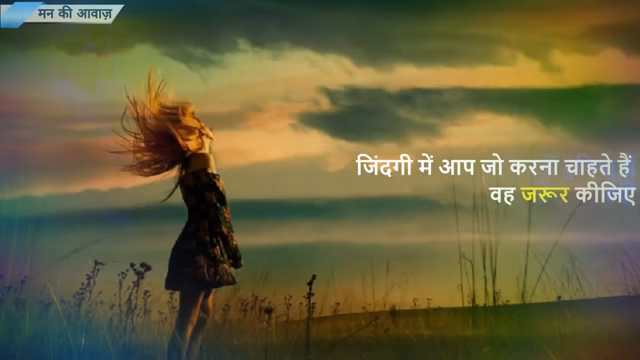 मन की आवाज़
जिंदगी में आप जो करना चाहते हैं
वह जरूर कीजिए